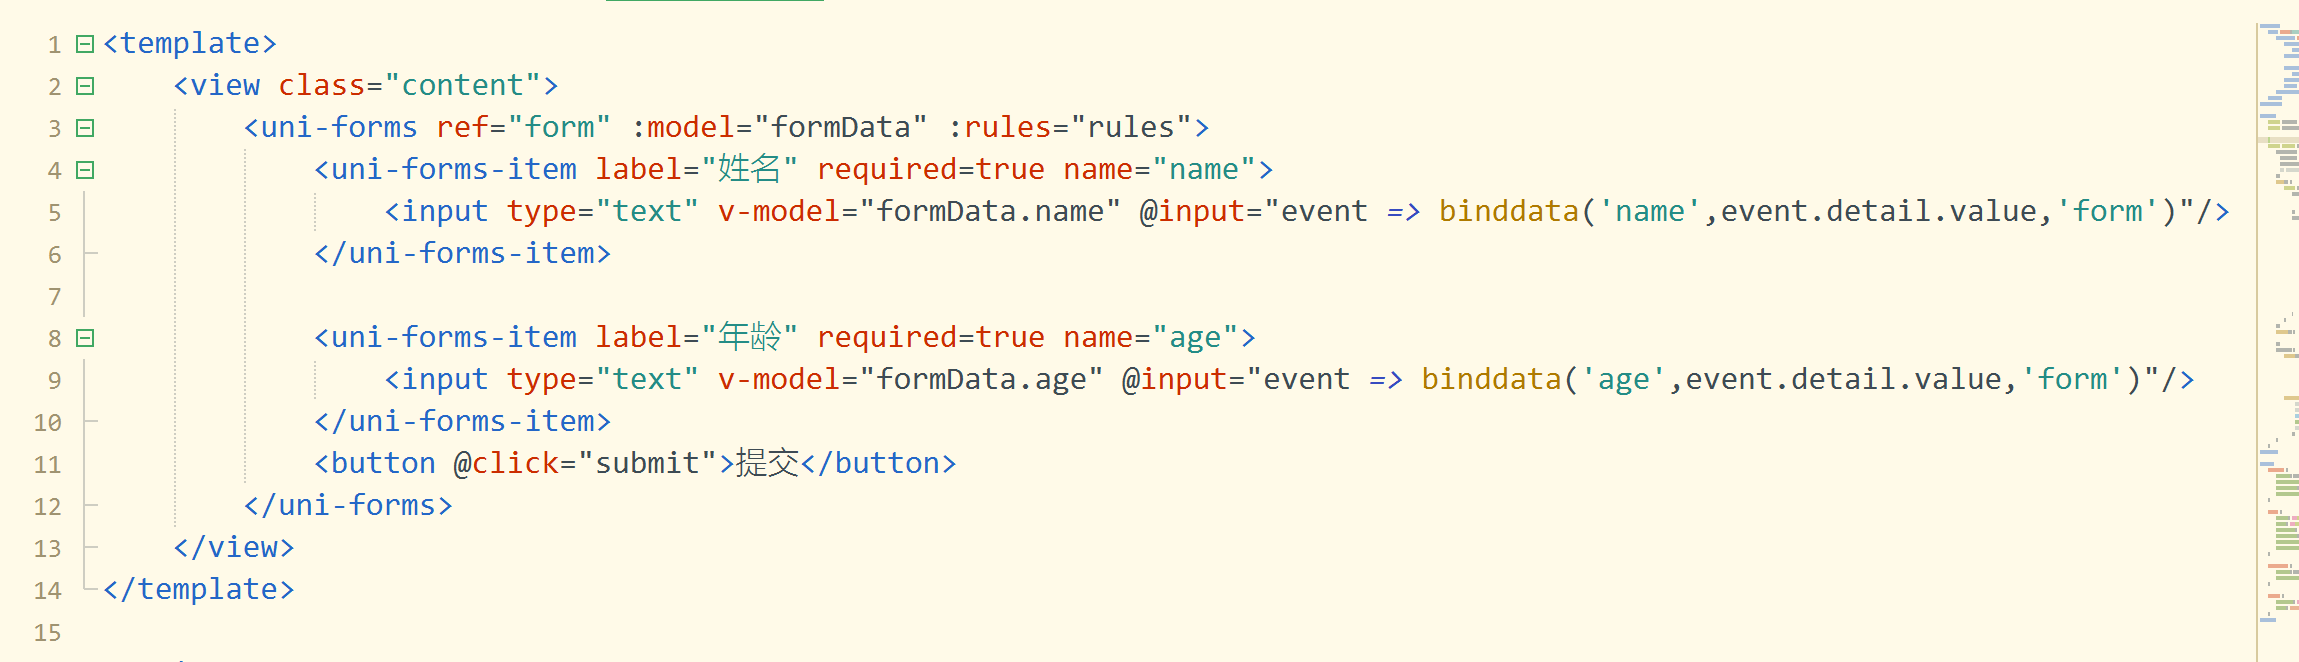 1 <template>
2 <view class="content">
3 <uni-forms ref="form" :model="formData" :rules="rules">
4 <uni-forms-item label="姓名" required=true name="name">
5 <input type="text" v-model="formData.name" @input="event => binddata('name',event.detail.value,'form')"/>
6 </uni-forms-item>
7
8 <uni-forms-item label="年龄" required=true name="age">
9 <input type="text" v-model="formData.age" @input="event => binddata('age',event.detail.value,'form')"/>
10 </uni-forms-item>
11 <button @click="submit">提交</button>
12 </uni-forms>
13 </view>
14 </template>
15